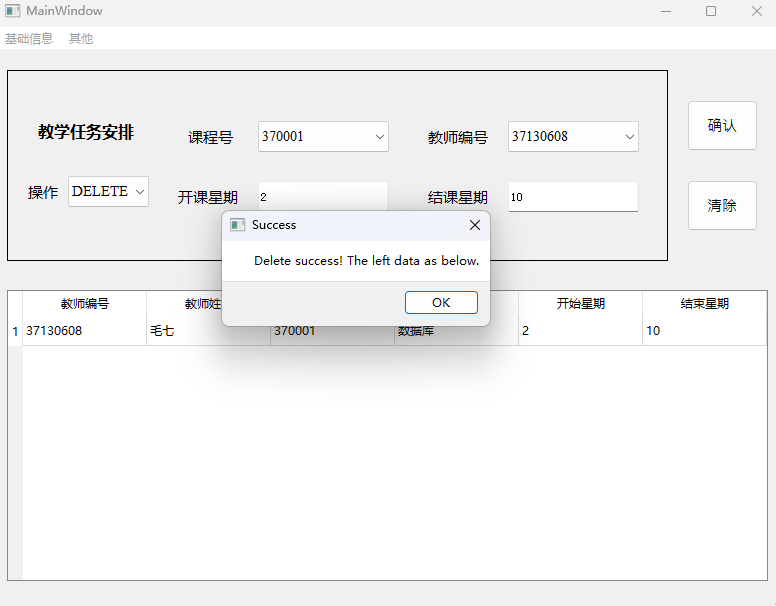 MainWindow
基础信息 其他
教学任务安排 课程号 370001 教师编号 37130608 确认
操作 DELETE 开课星期 2 结课星期 10 清除
Success
Delete success! The left data as below.
OK
教师编号 教师姓 开始星期 结束星期
1 37130608 毛七 370001 数据库 2 10